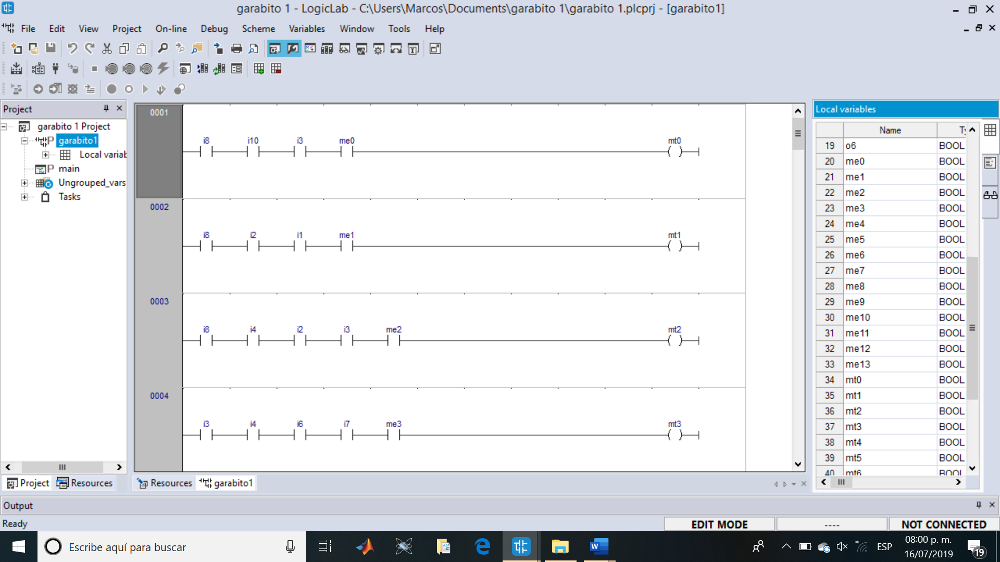 garabito 1 - LogicLab - C:\Users\Marcos\Documents\garabito 1\garabito 1.plcprj - [garabito1]
File Edit View Project On-line Debug Scheme Variables Window Tools Help
Project
garabito 1 Project
garabito1
Local variab
main
Ungrouped_vars
Tasks
Project Resources
0001
i8 i10 i3 me0 mt0
0002
i8 i2 i1 me1 mt1
0003
i8 i4 i2 i3 me2 mt2
0004
i3 i4 i6 i7 me3 mt3
Resources garabito1
Local variables
Name Ty
19 o6 BOOL
20 me0 BOOL
21 me1 BOOL
22 me2 BOOL
23 me3 BOOL
24 me4 BOOL
25 me5 BOOL
26 me6 BOOL
27 me7 BOOL
28 me8 BOOL
29 me9 BOOL
30 me10 BOOL
31 me11 BOOL
32 me12 BOOL
33 me13 BOOL
34 mt0 BOOL
35 mt1 BOOL
36 mt2 BOOL
37 mt3 BOOL
38 mt4 BOOL
39 mt5 BOOL
40 mt6 BOOL
Output
Ready EDIT MODE ---- NOT CONNECTED
Escribe aquí para buscar
ESP
08:00 p. m.
16/07/2019
19